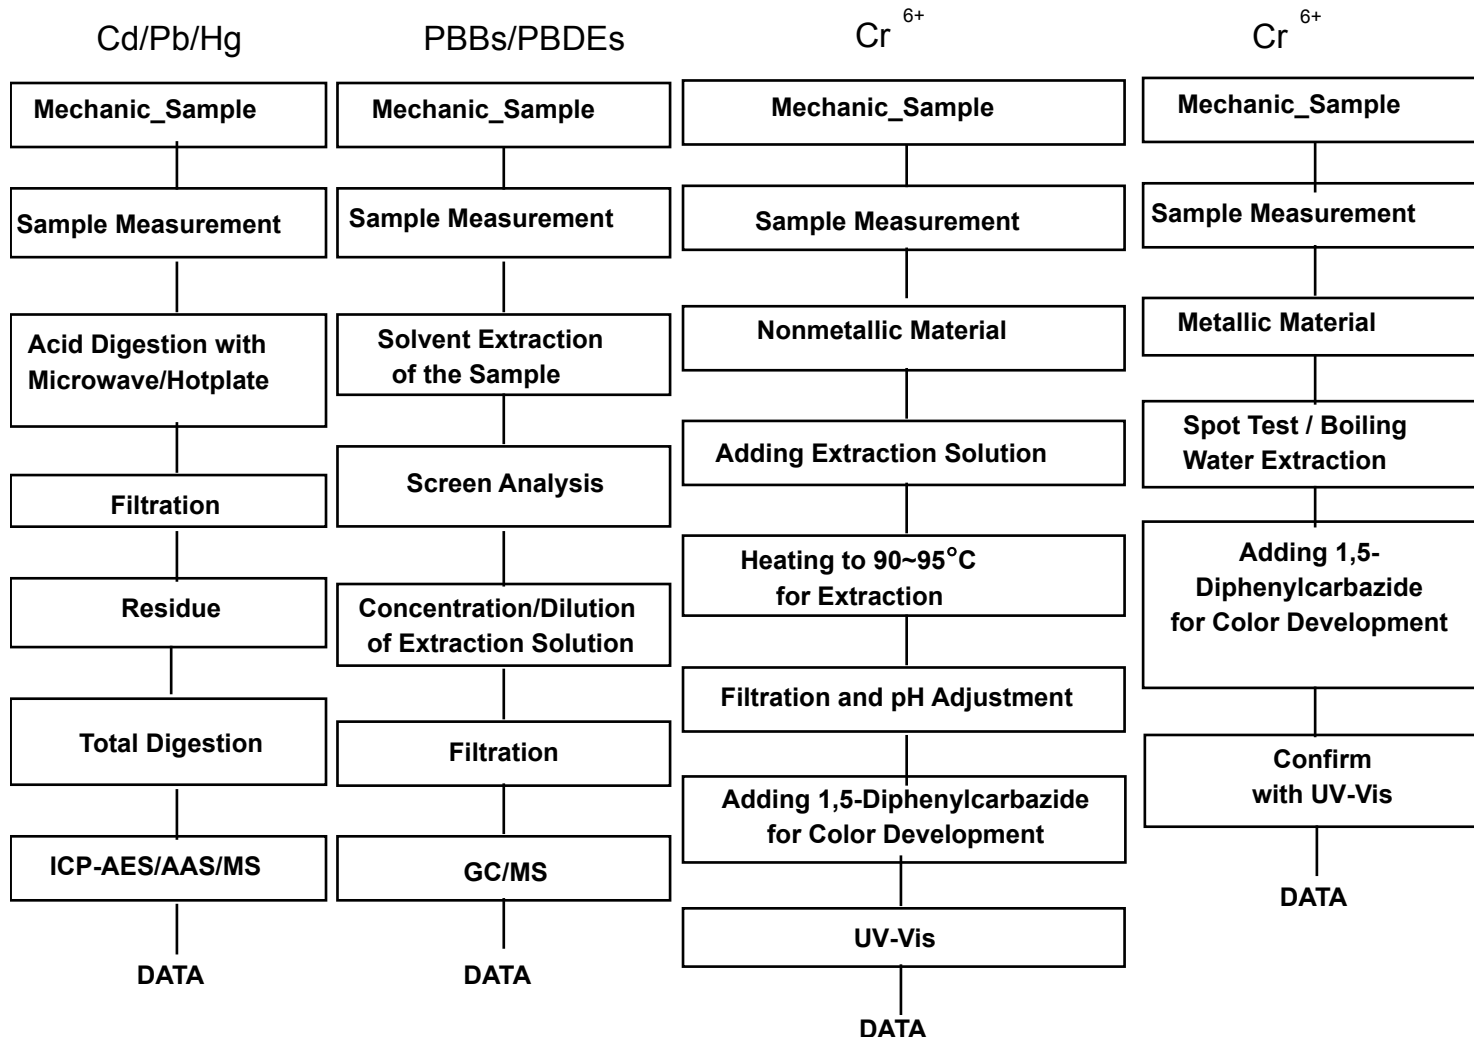 Cd/Pb/Hg
Mechanic_Sample
Sample Measurement
Acid Digestion with
Microwave/Hotplate
Filtration
Residue
Total Digestion
ICP-AES/AAS/MS
DATA
PBBs/PBDEs
Mechanic_Sample
Sample Measurement
Solvent Extraction
of the Sample
Screen Analysis
Concentration/Dilution
of Extraction Solution
Filtration
GC/MS
DATA
Cr 6+
Mechanic_Sample
Sample Measurement
Nonmetallic Material
Adding Extraction Solution
Heating to 90~95°C
for Extraction
Filtration and pH Adjustment
Adding 1,5-Diphenylcarbazide
for Color Development
UV-Vis
DATA
Cr 6+
Mechanic_Sample
Sample Measurement
Metallic Material
Spot Test / Boiling
Water Extraction
Adding 1,5-
Diphenylcarbazide
for Color Development
Confirm
with UV-Vis
DATA